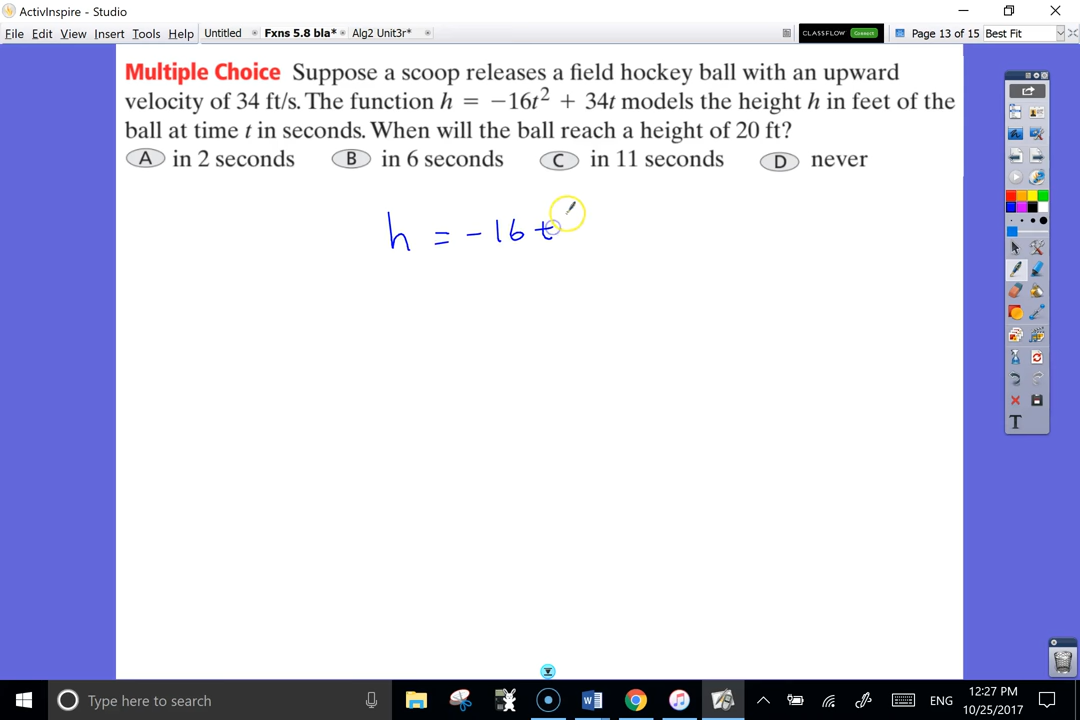 ActivInspire - Studio
File Edit View Insert Tools Help Untitled Fxns 5.8 bla* Alg2 Unit3r* CLASSFLOW Connect Page 13 of 15 Best Fit
Multiple Choice Suppose a scoop releases a field hockey ball with an upward
velocity of 34 ft/s. The function h = −16t² + 34t models the height h in feet of the
ball at time t in seconds. When will the ball reach a height of 20 ft?
A in 2 seconds B in 6 seconds C in 11 seconds D never
h = -16 t
T
Type here to search
ENG
12:27 PM
10/25/2017